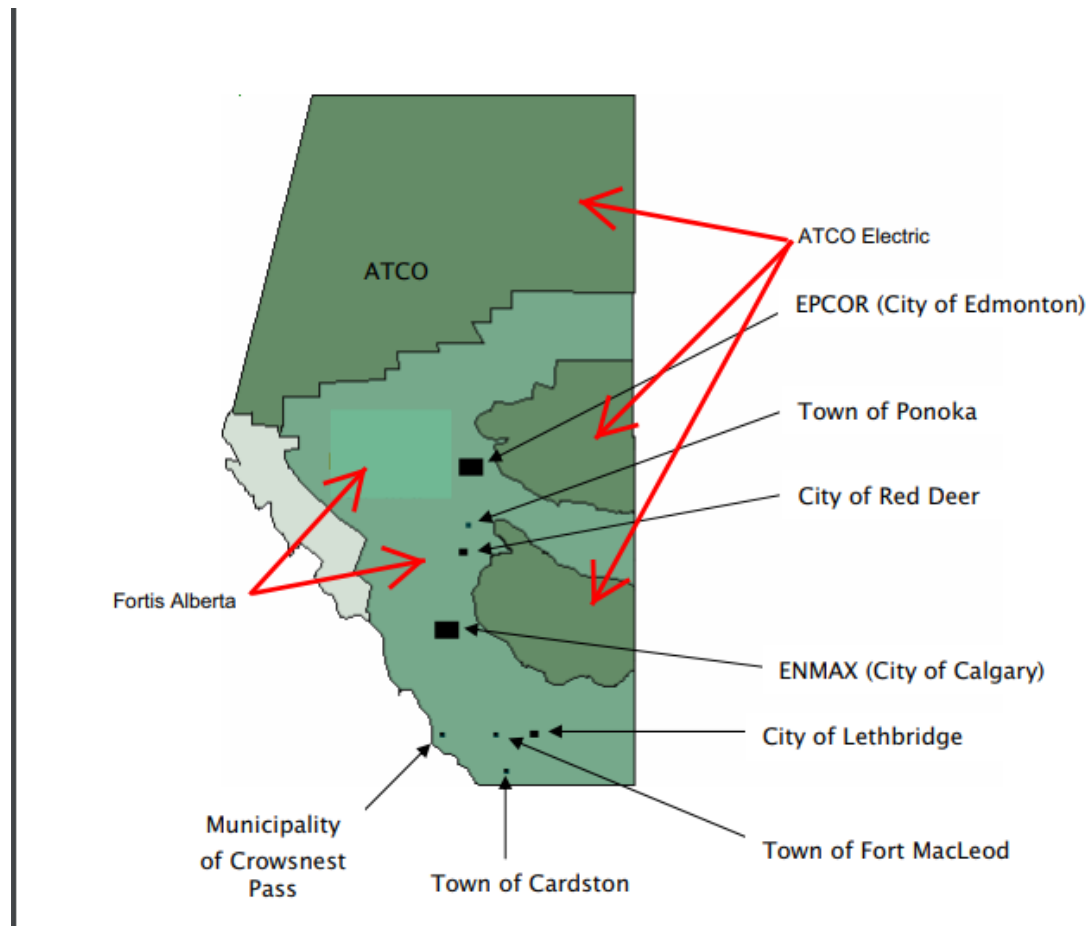 ATCO Electric
ATCO
EPCOR (City of Edmonton)
Town of Ponoka
City of Red Deer
Fortis Alberta
ENMAX (City of Calgary)
City of Lethbridge
Municipality
of Crowsnest
Pass
Town of Fort MacLeod
Town of Cardston